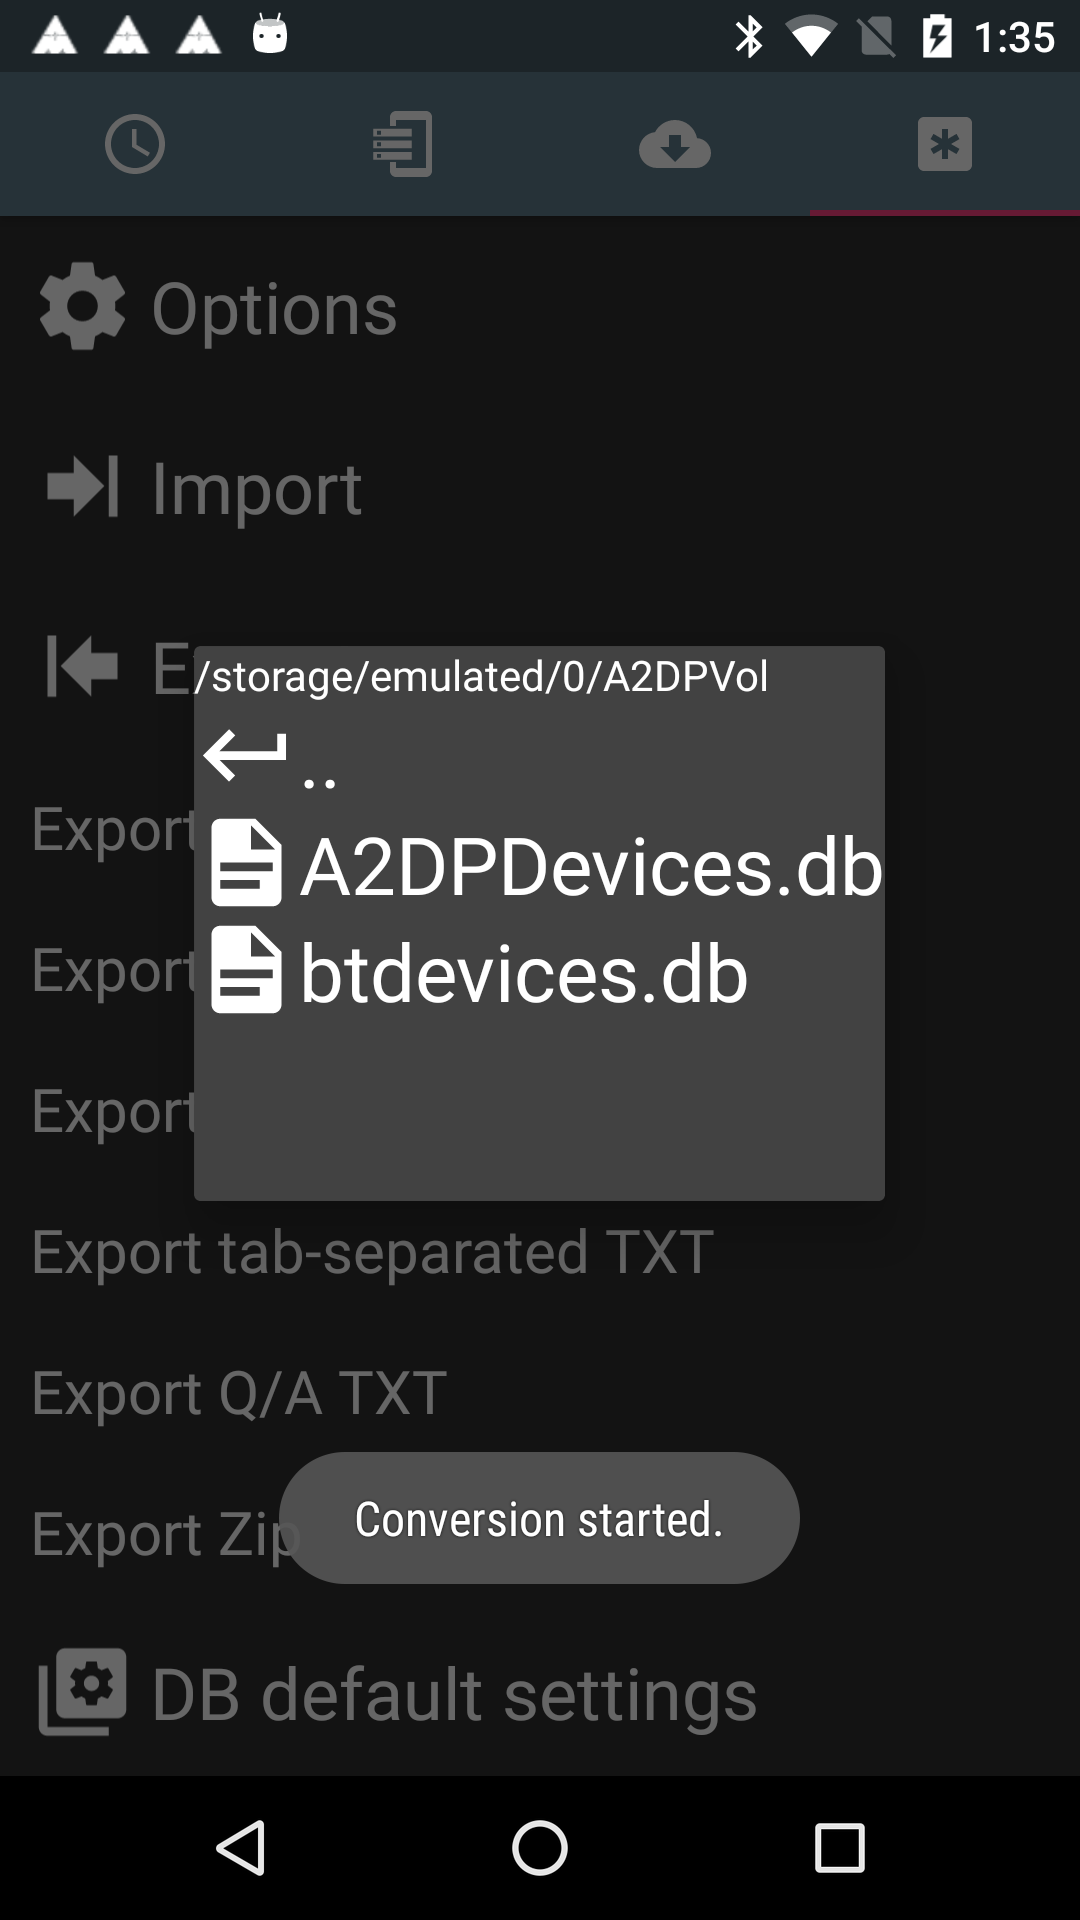 1:35
Options
Import
E
/storage/emulated/0/A2DPVol
..
A2DPDevices.db
btdevices.db
Export
Export
Export
Export tab-separated TXT
Export Q/A TXT
Export Zip
Conversion started.
DB default settings